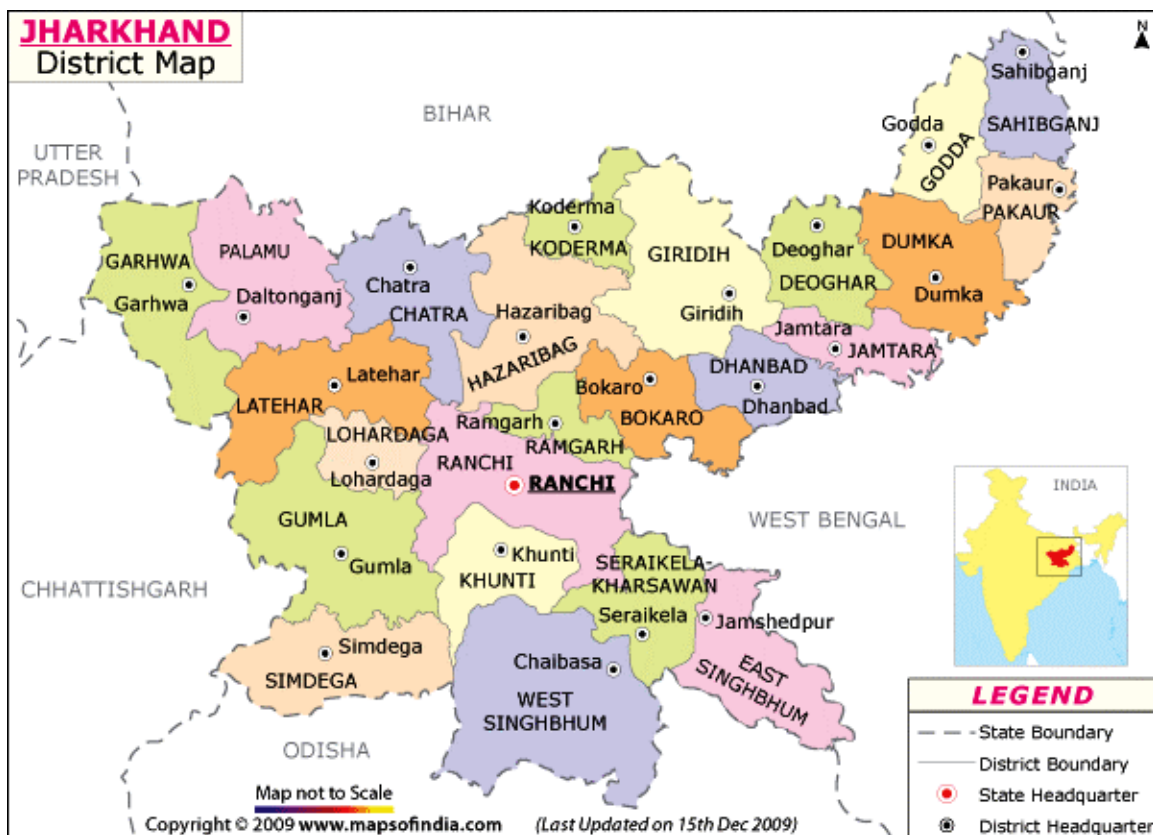 JHARKHAND
District Map
N
BIHAR
UTTER
PRADESH
Sahibganj
SAHIBGANJ
Godda
GODDA
Pakaur
PAKAUR
Koderma
KODERMA
GIRIDIH
Giridih
Deoghar
DEOGHAR
DUMKA
Dumka
GARHWA
Garhwa
PALAMU
Daltonganj
Chatra
CHATRA
Hazaribag
HAZARIBAG
Jamtara
JAMTARA
DHANBAD
Dhanbad
Latehar
LATEHAR
Bokaro
BOKARO
Ramgarh
RAMGARH
LOHARDAGA
Lohardaga
RANCHI
RANCHI
GUMLA
Gumla
Khunti
KHUNTI
SERAIKELA-
KHARSAWAN
Seraikela
Jamshedpur
EAST
SINGHBHUM
WEST BENGAL
CHHATTISHGARH
Simdega
SIMDEGA
Chaibasa
WEST
SINGHBHUM
ODISHA
INDIA
LEGEND
State Boundary
District Boundary
State Headquarter
District Headquarter
Map not to Scale
Copyright © 2009 www.mapsofindia.com (Last Updated on 15th Dec 2009)